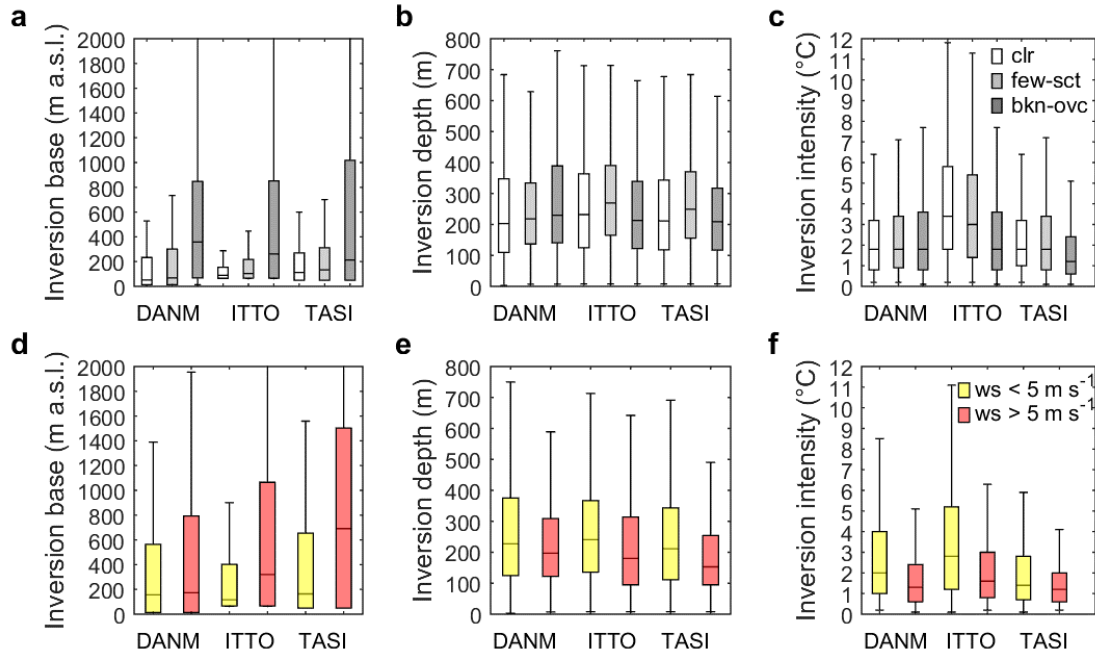 a
Inversion base (m a.s.l.)
2000
1800
1600
1400
1200
1000
800
600
400
200
0
DANM ITTO TASI
b
Inversion depth (m)
800
700
600
500
400
300
200
100
0
DANM ITTO TASI
c
Inversion intensity (°C)
12
11
10
9
8
7
6
5
4
3
2
1
0
clr
few-sct
bkn-ovc
DANM ITTO TASI
d
Inversion base (m a.s.l.)
2000
1800
1600
1400
1200
1000
800
600
400
200
0
DANM ITTO TASI
e
Inversion depth (m)
800
700
600
500
400
300
200
100
0
DANM ITTO TASI
f
Inversion intensity (°C)
12
11
10
9
8
7
6
5
4
3
2
1
0
ws < 5 m s⁻¹
ws > 5 m s⁻¹
DANM ITTO TASI